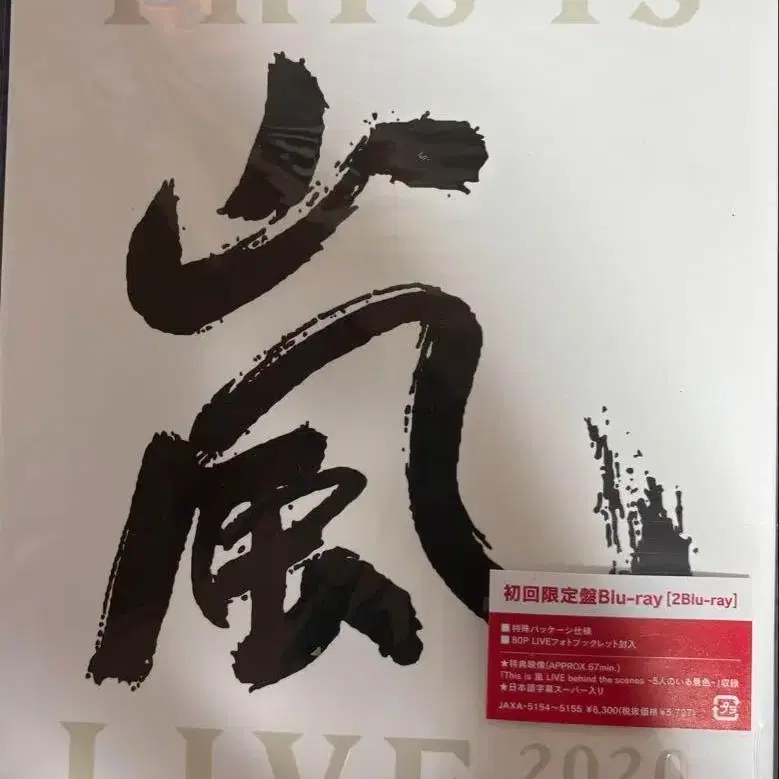 THIS IS
嵐
LIVE 2020
初回限定盤Blu-ray [2Blu-ray]
■特殊パッケージ仕様
■80P LIVEフォトブックレット封入
★特典映像(APPROX.57min.)
「This is 嵐 LIVE behind the scenes ~5人のいる景色~」収録
★日本語字幕スーパー入り
JAXA-5154~5155 ¥6,300(税抜価格¥5,727)
プラ